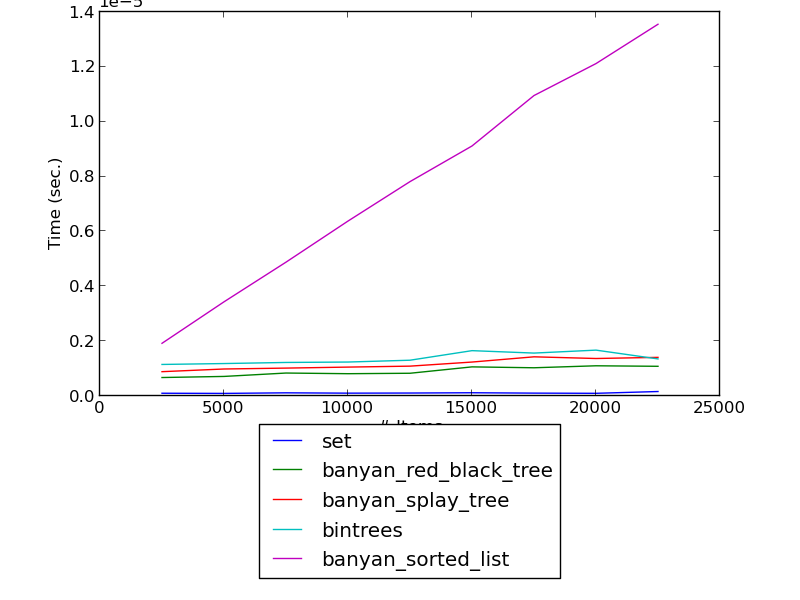 1e−5
1.4
1.2
1.0
0.8
0.6
0.4
0.2
0.0
Time (sec.)
0 5000 10000 15000 20000 25000
# Items
set
banyan_red_black_tree
banyan_splay_tree
bintrees
banyan_sorted_list